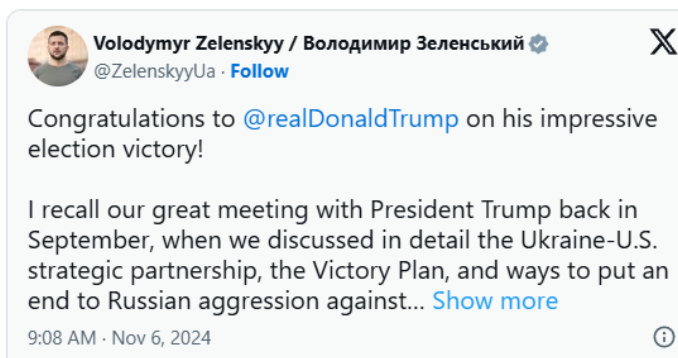 Volodymyr Zelenskyy / Володимир Зеленський
X
@ZelenskyyUa · Follow
Congratulations to @realDonaldTrump on his impressive
election victory!
I recall our great meeting with President Trump back in
September, when we discussed in detail the Ukraine-U.S.
strategic partnership, the Victory Plan, and ways to put an
end to Russian aggression against... Show more
9:08 AM · Nov 6, 2024